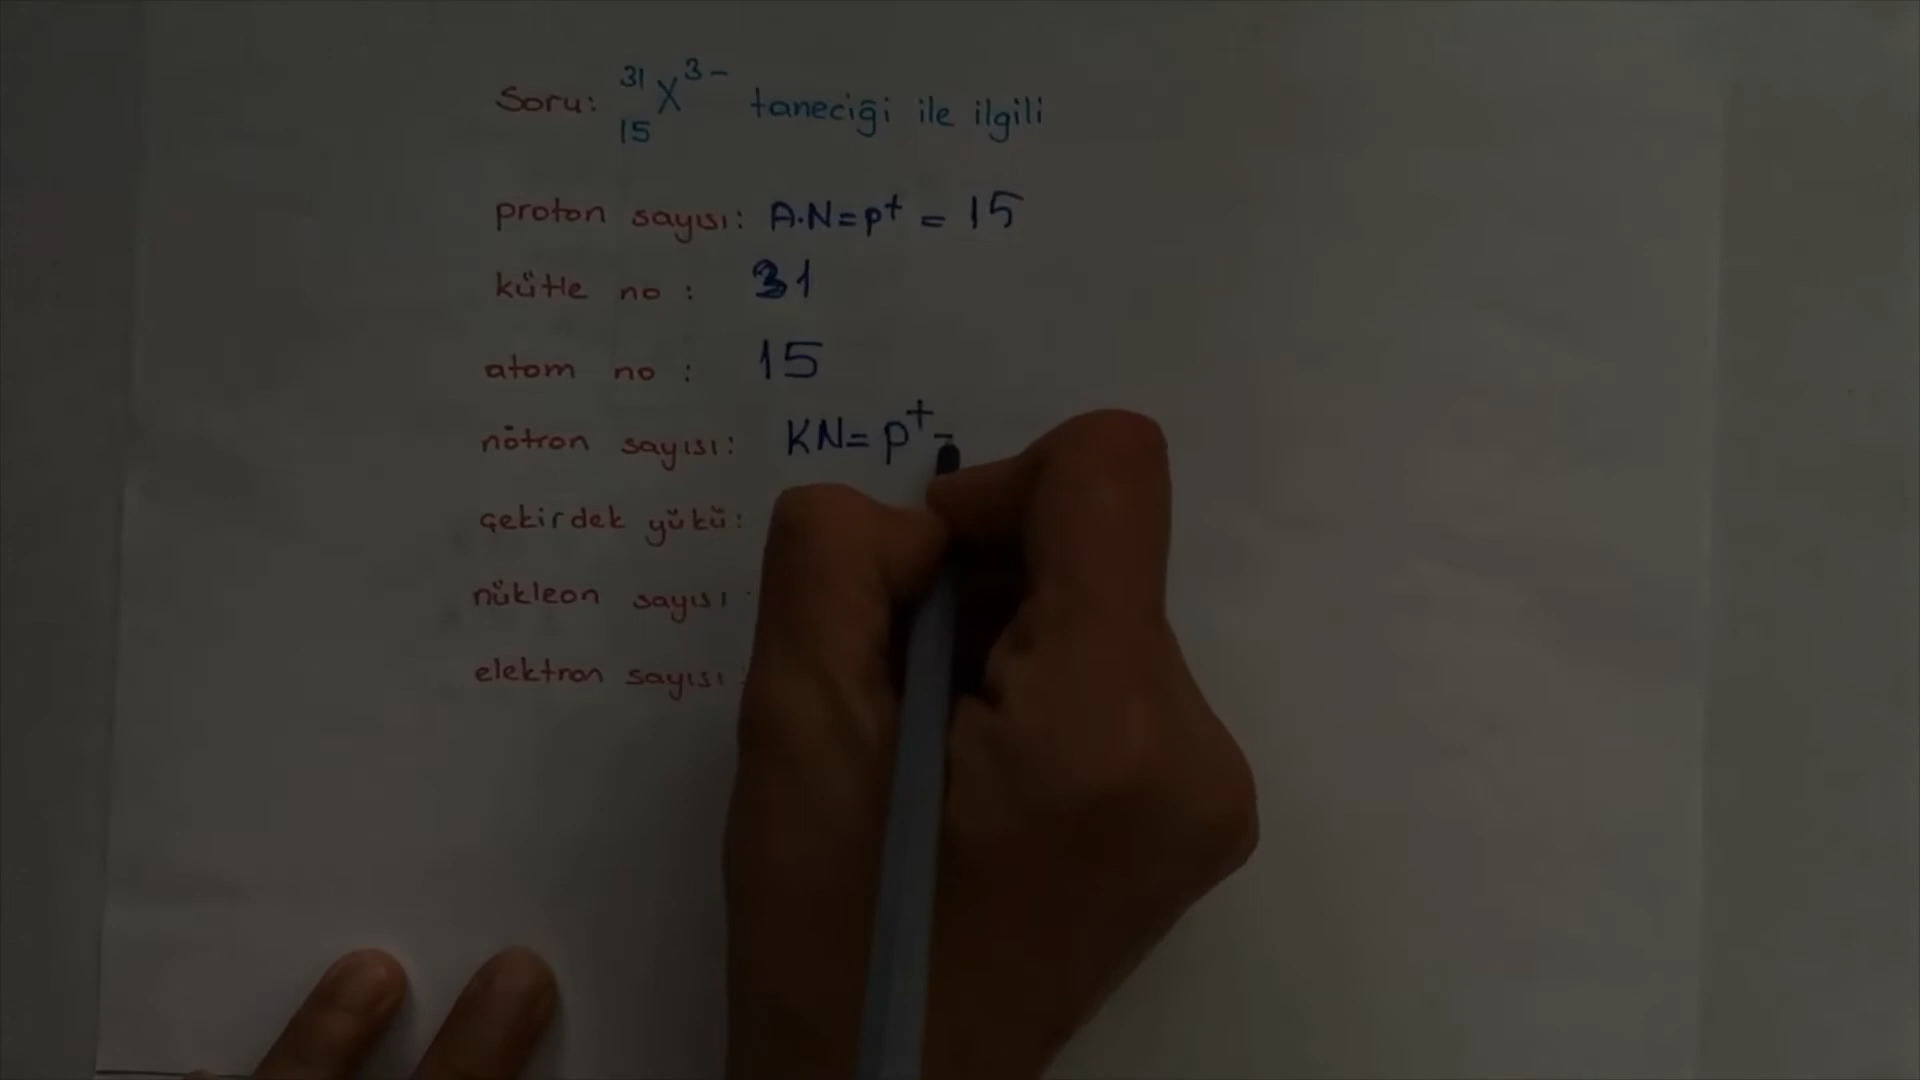 Soru: ³¹₁₅X³⁻ taneciği ile ilgili
proton sayısı: A.N=p⁺ = 15
kütle no : 31
atom no : 15
nötron sayısı: KN= p⁺-
çekirdek yükü:
nükleon sayısı :
elektron sayısı :